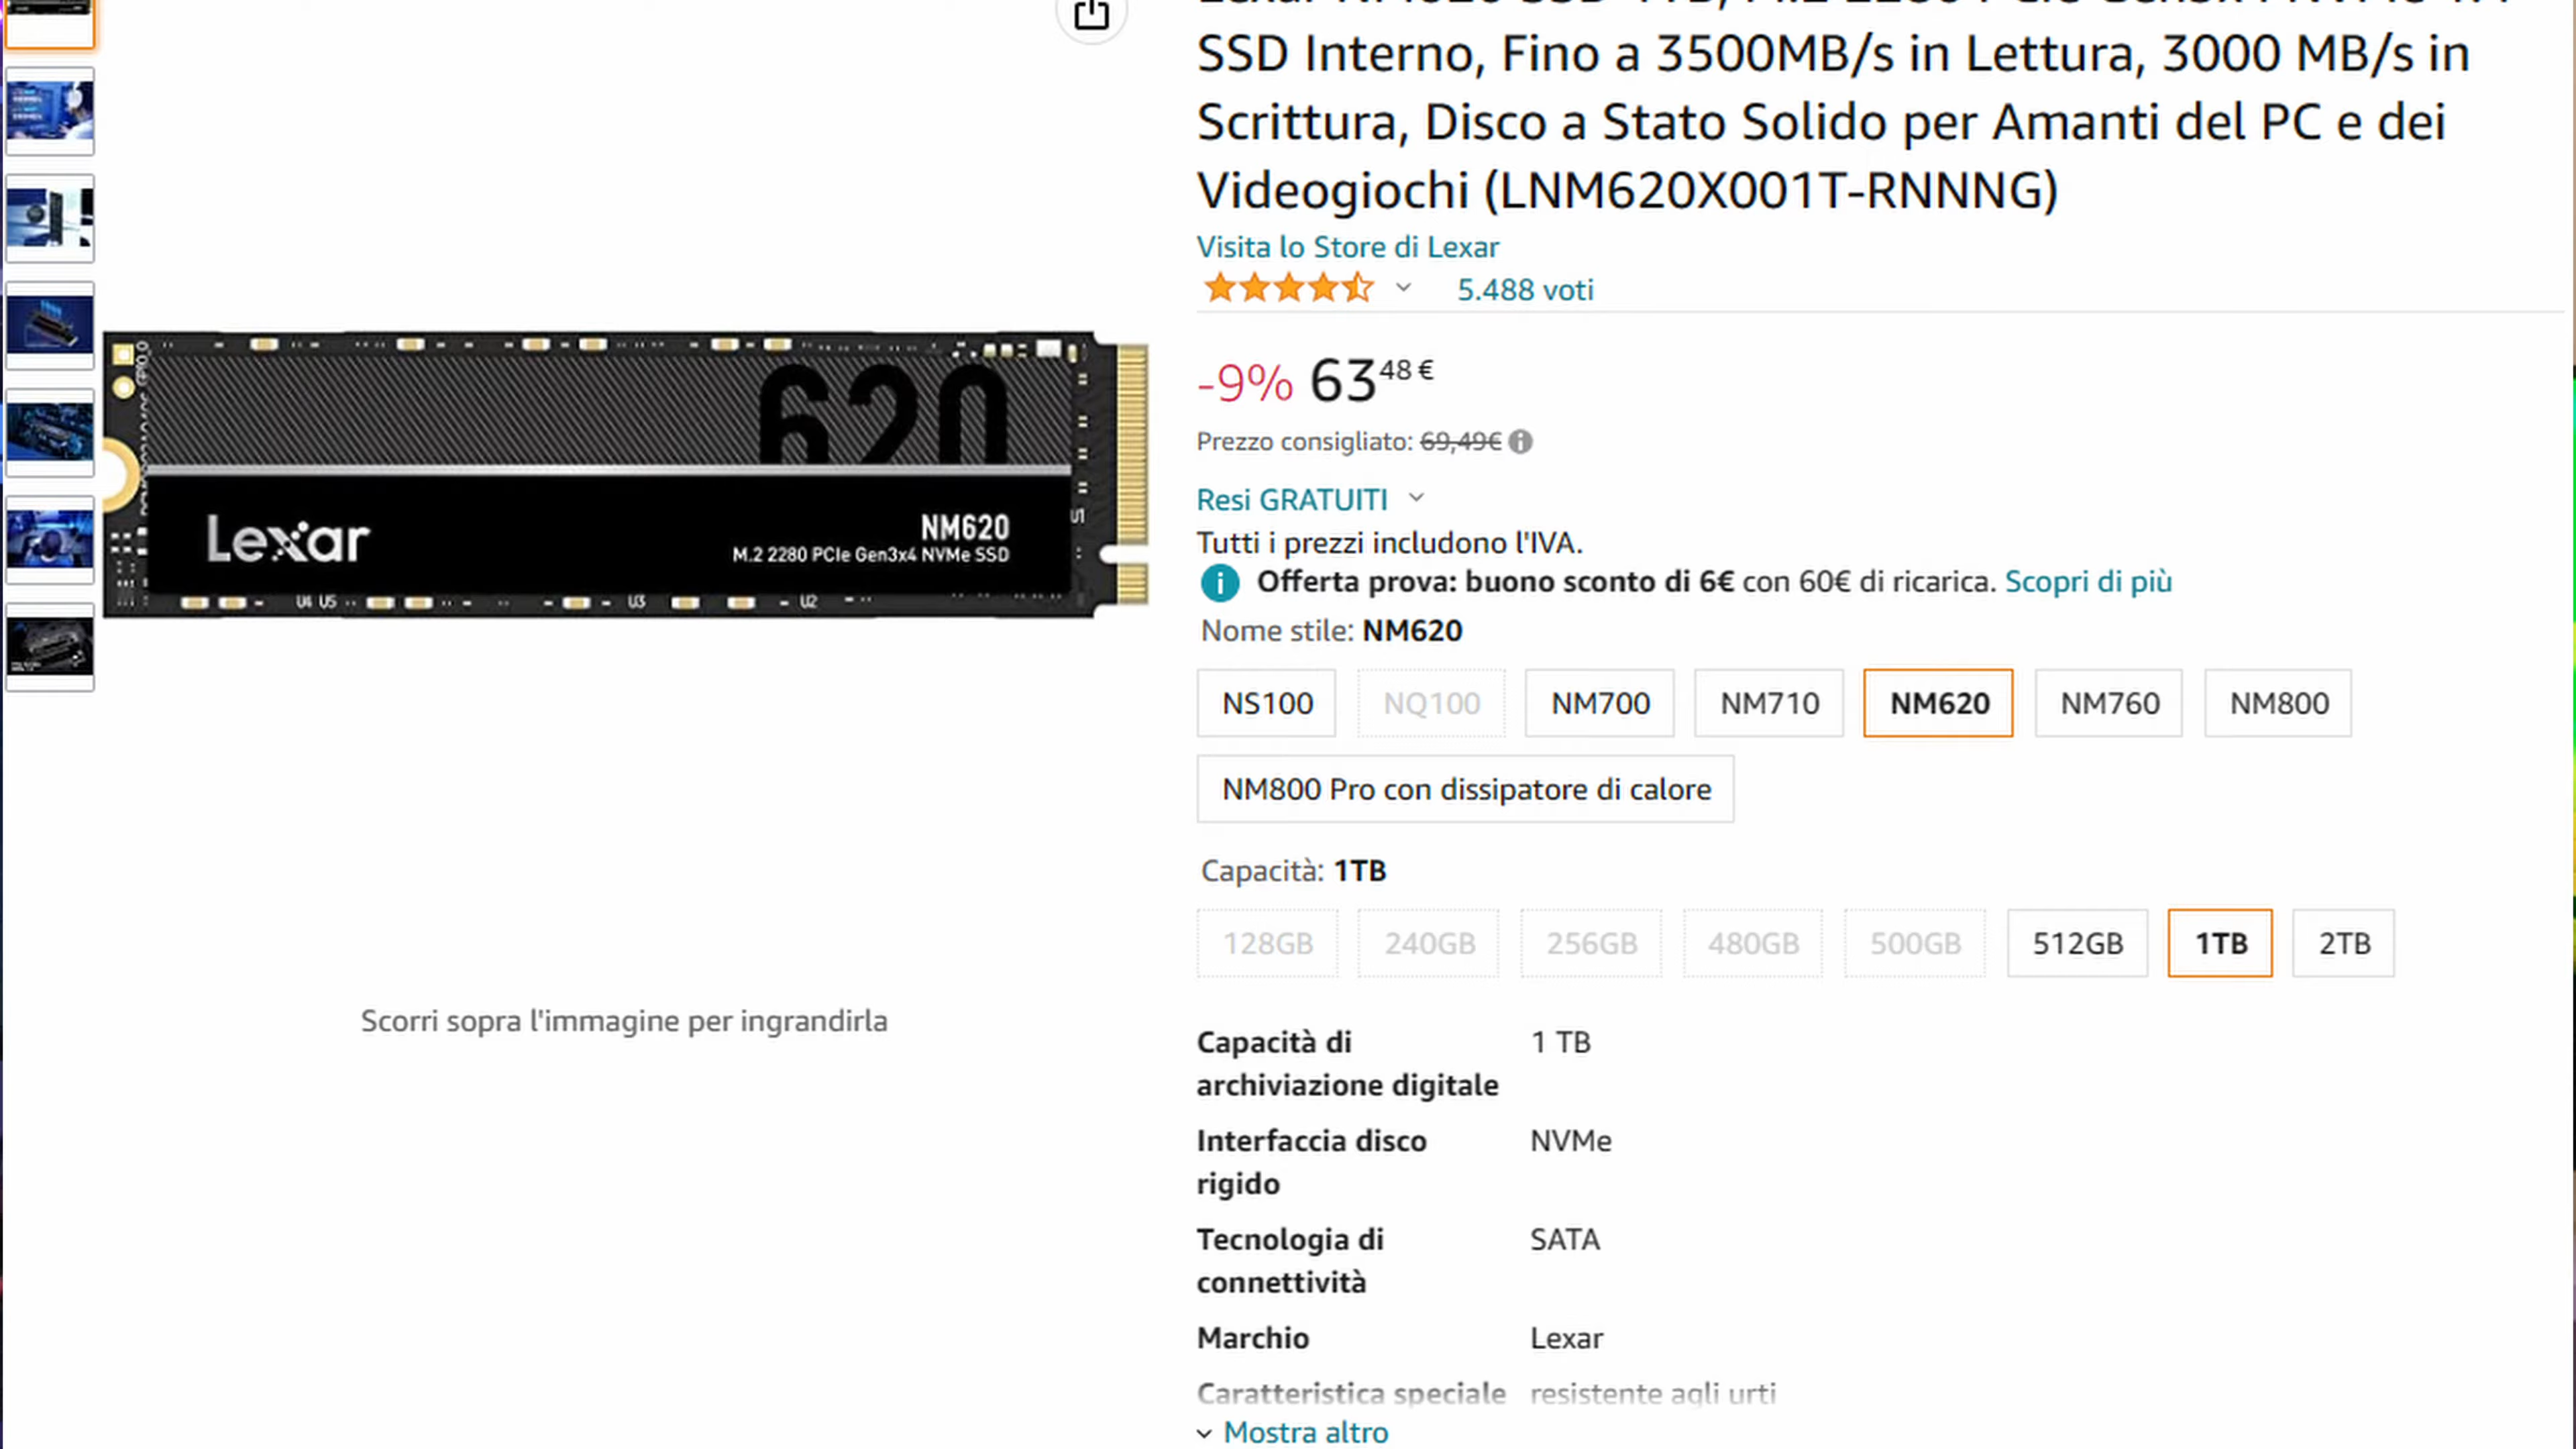 SSD Interno, Fino a 3500MB/s in Lettura, 3000 MB/s in
Scrittura, Disco a Stato Solido per Amanti del PC e dei
Videogiochi (LNM620X001T-RNNNG)
Visita lo Store di Lexar
5.488 voti
-9% 63 48 €
Prezzo consigliato: 69,49€
Resi GRATUITI
Tutti i prezzi includono l'IVA.
Offerta prova: buono sconto di 6€ con 60€ di ricarica. Scopri di più
Nome stile: NM620
NS100 NQ100 NM700 NM710 NM620 NM760 NM800
NM800 Pro con dissipatore di calore
Capacità: 1TB
128GB 240GB 256GB 480GB 500GB 512GB 1TB 2TB
Capacità di
archiviazione digitale
1 TB
Interfaccia disco
rigido
NVMe
Tecnologia di
connettività
SATA
Marchio
Lexar
Caratteristica speciale
resistente agli urti
Mostra altro
620
Lexar
NM620
M.2 2280 PCIe Gen3x4 NVMe SSD
U1
U4 U5
U3
U2
Scorri sopra l'immagine per ingrandirla